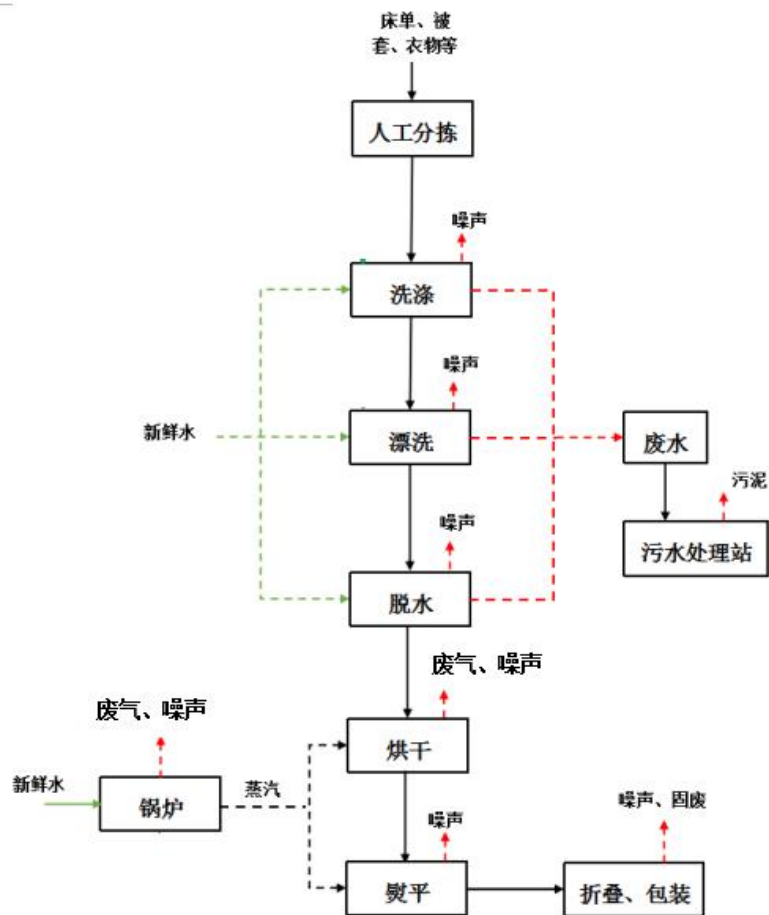 床单、被
套、衣物等
人工分拣
噪声
洗涤
噪声
新鲜水
漂洗
废水
污泥
噪声
污水处理站
脱水
废气、噪声
废气、噪声
烘干
新鲜水
锅炉
蒸汽
噪声
噪声、固废
熨平
折叠、包装